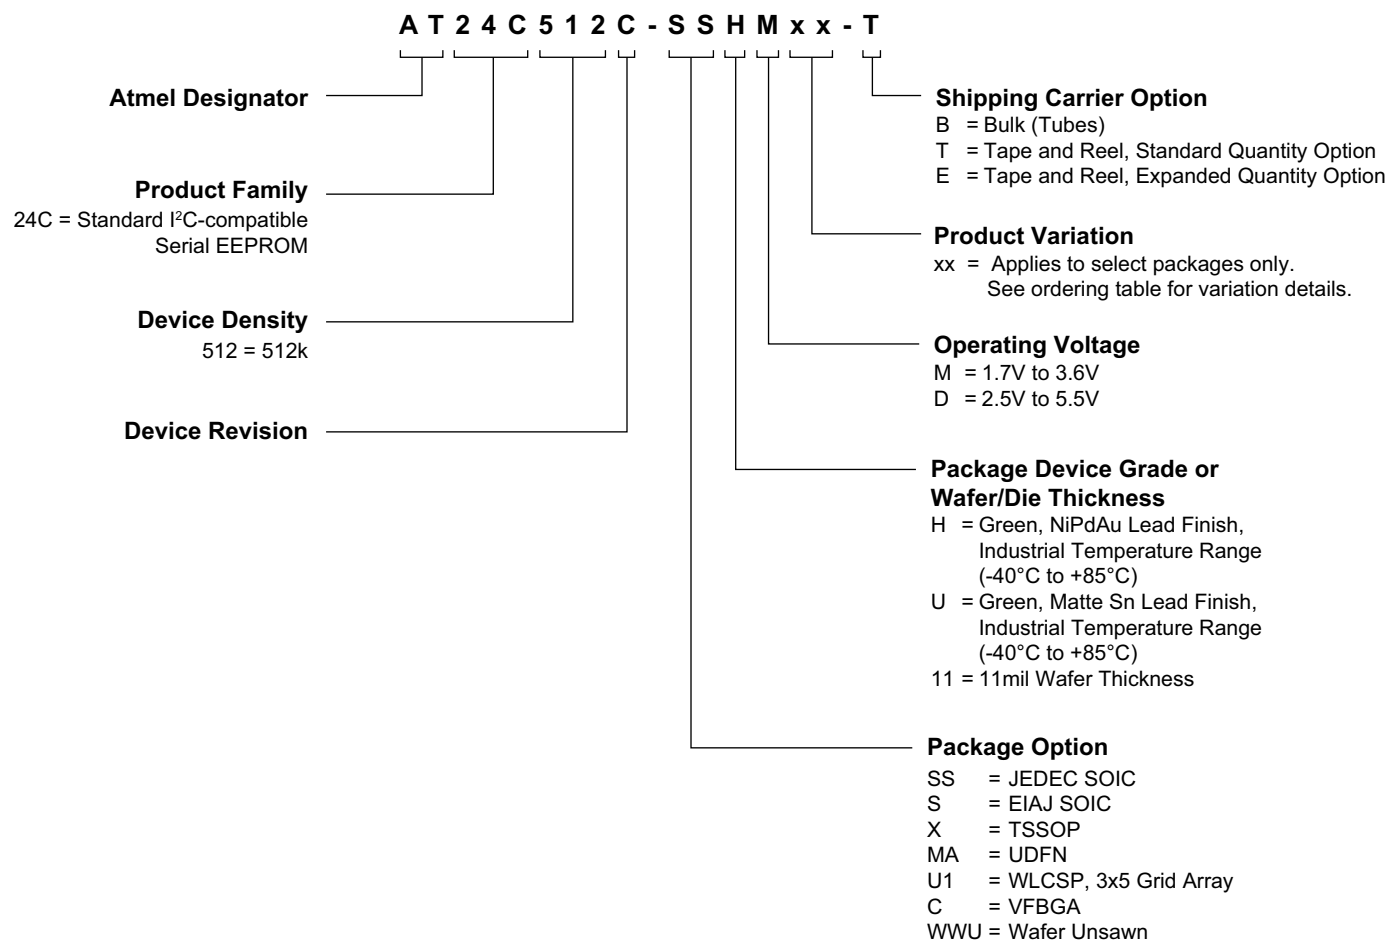 AT24C512C-SSHMxx-T
Atmel Designator
Product Family
24C = Standard I²C-compatible
Serial EEPROM
Device Density
512 = 512k
Device Revision
Shipping Carrier Option
B = Bulk (Tubes)
T = Tape and Reel, Standard Quantity Option
E = Tape and Reel, Expanded Quantity Option
Product Variation
xx = Applies to select packages only.
See ordering table for variation details.
Operating Voltage
M = 1.7V to 3.6V
D = 2.5V to 5.5V
Package Device Grade or
Wafer/Die Thickness
H = Green, NiPdAu Lead Finish,
Industrial Temperature Range
(-40°C to +85°C)
U = Green, Matte Sn Lead Finish,
Industrial Temperature Range
(-40°C to +85°C)
11 = 11mil Wafer Thickness
Package Option
SS = JEDEC SOIC
S = EIAJ SOIC
X = TSSOP
MA = UDFN
U1 = WLCSP, 3x5 Grid Array
C = VFBGA
WWU = Wafer Unsawn